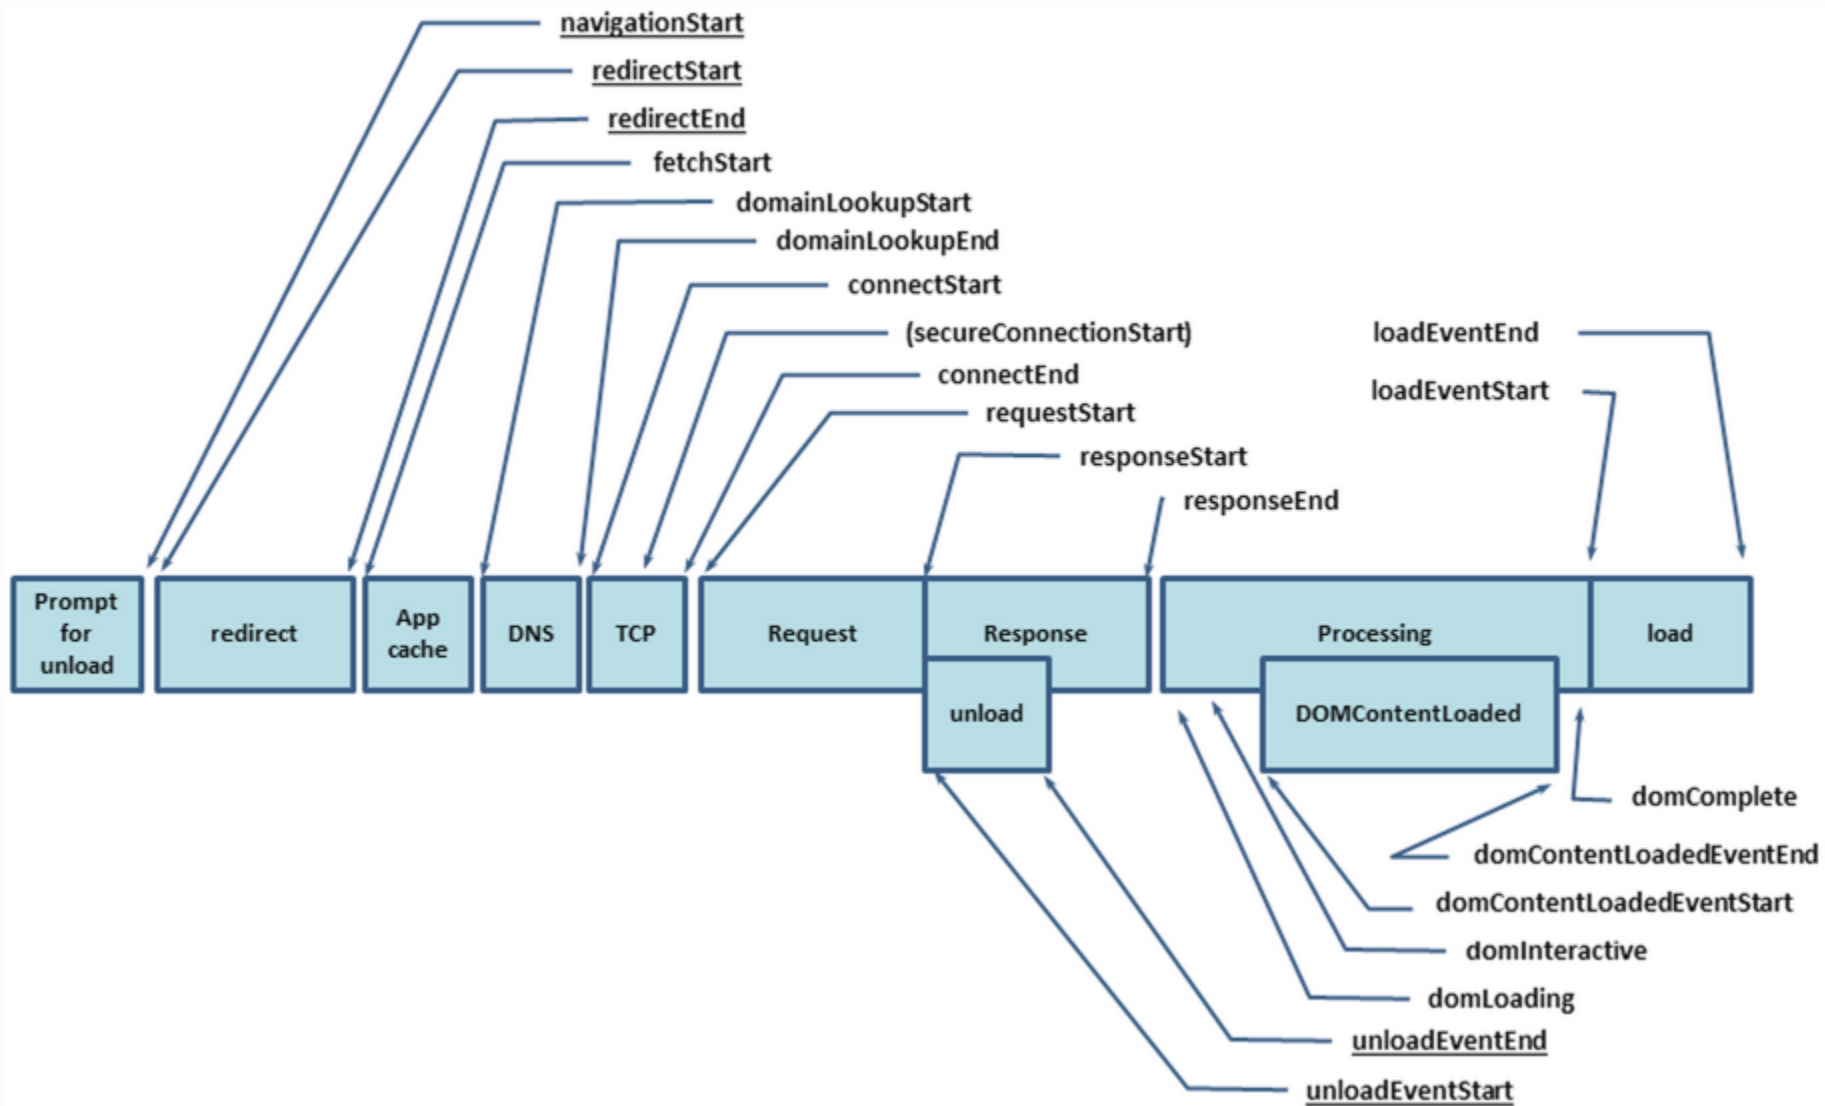 navigationStart
redirectStart
redirectEnd
fetchStart
domainLookupStart
domainLookupEnd
connectStart
(secureConnectionStart)
loadEventEnd
connectEnd
loadEventStart
requestStart
responseStart
responseEnd
Prompt
for
unload
redirect
App
cache
DNS
TCP
Request
Response
Processing
load
unload
DOMContentLoaded
domComplete
domContentLoadedEventEnd
domContentLoadedEventStart
domInteractive
domLoading
unloadEventEnd
unloadEventStart